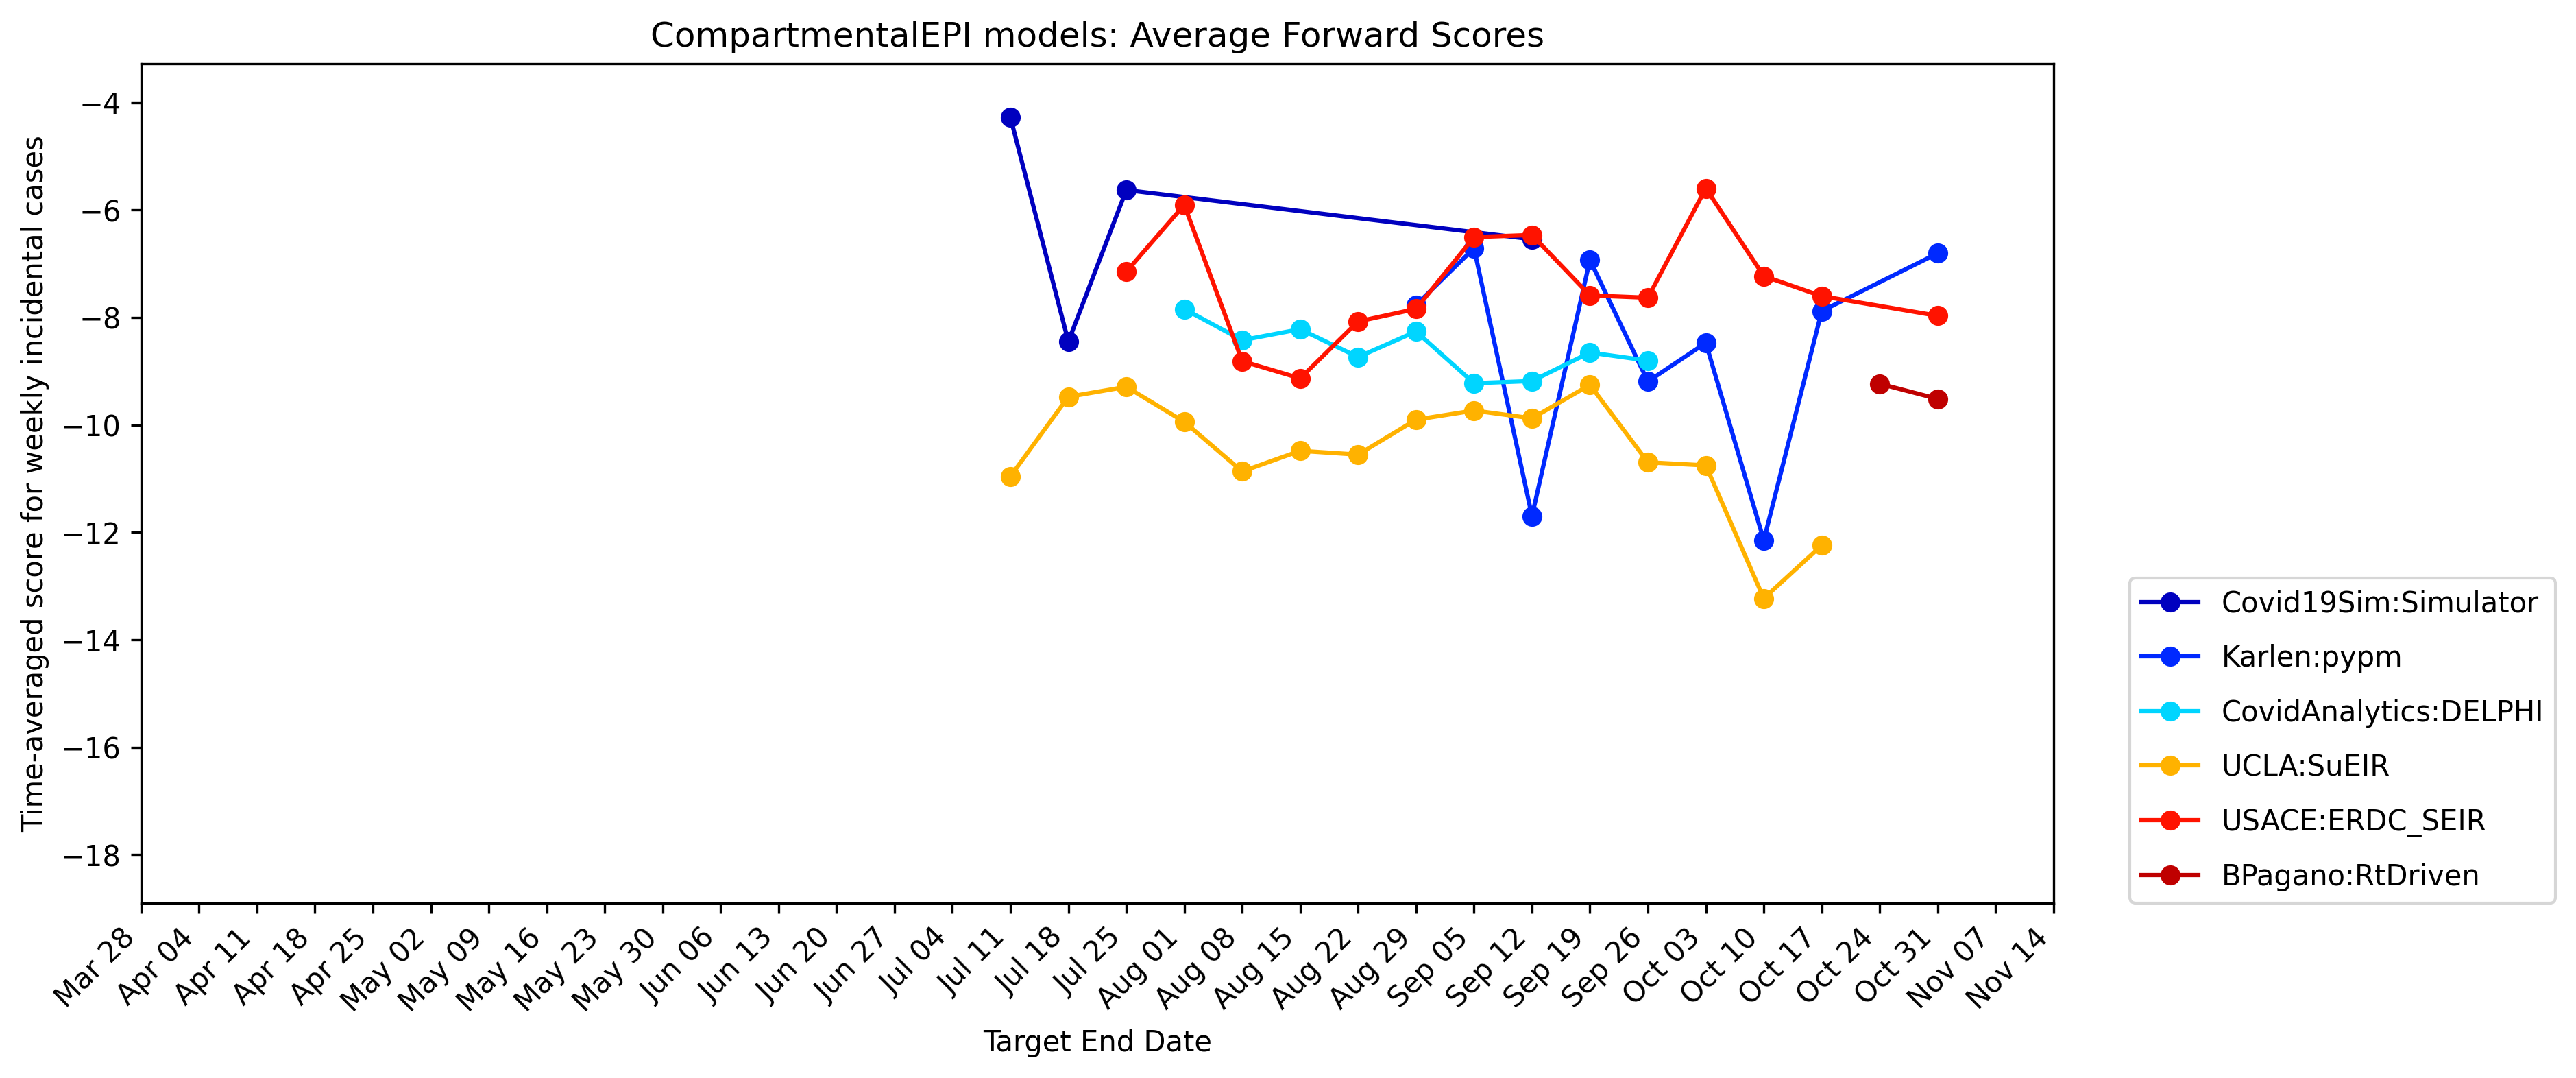 CompartmentalEPI models: Average Forward Scores
Time-averaged score for weekly incidental cases
−4
−6
−8
−10
−12
−14
−16
−18
Mar 28
Apr 04
Apr 11
Apr 18
Apr 25
May 02
May 09
May 16
May 23
May 30
Jun 06
Jun 13
Jun 20
Jun 27
Jul 04
Jul 11
Jul 18
Jul 25
Aug 01
Aug 08
Aug 15
Aug 22
Aug 29
Sep 05
Sep 12
Sep 19
Sep 26
Oct 03
Oct 10
Oct 17
Oct 24
Oct 31
Nov 07
Nov 14
Target End Date
Covid19Sim:Simulator
Karlen:pypm
CovidAnalytics:DELPHI
UCLA:SuEIR
USACE:ERDC_SEIR
BPagano:RtDriven